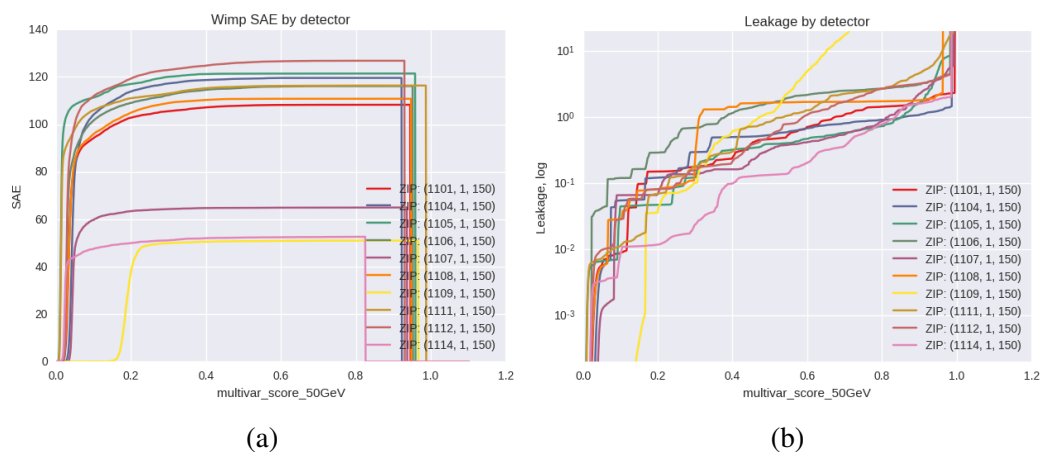 Wimp SAE by detector
140
120
100
80
60
40
20
0
SAE
0.0 0.2 0.4 0.6 0.8 1.0 1.2
multivar_score_50GeV
ZIP: (1101, 1, 150)
ZIP: (1104, 1, 150)
ZIP: (1105, 1, 150)
ZIP: (1106, 1, 150)
ZIP: (1107, 1, 150)
ZIP: (1108, 1, 150)
ZIP: (1109, 1, 150)
ZIP: (1111, 1, 150)
ZIP: (1112, 1, 150)
ZIP: (1114, 1, 150)
(a)
Leakage by detector
10^1
10^0
10^-1
10^-2
10^-3
Leakage, log
0.0 0.2 0.4 0.6 0.8 1.0 1.2
multivar_score_50GeV
ZIP: (1101, 1, 150)
ZIP: (1104, 1, 150)
ZIP: (1105, 1, 150)
ZIP: (1106, 1, 150)
ZIP: (1107, 1, 150)
ZIP: (1108, 1, 150)
ZIP: (1109, 1, 150)
ZIP: (1111, 1, 150)
ZIP: (1112, 1, 150)
ZIP: (1114, 1, 150)
(b)